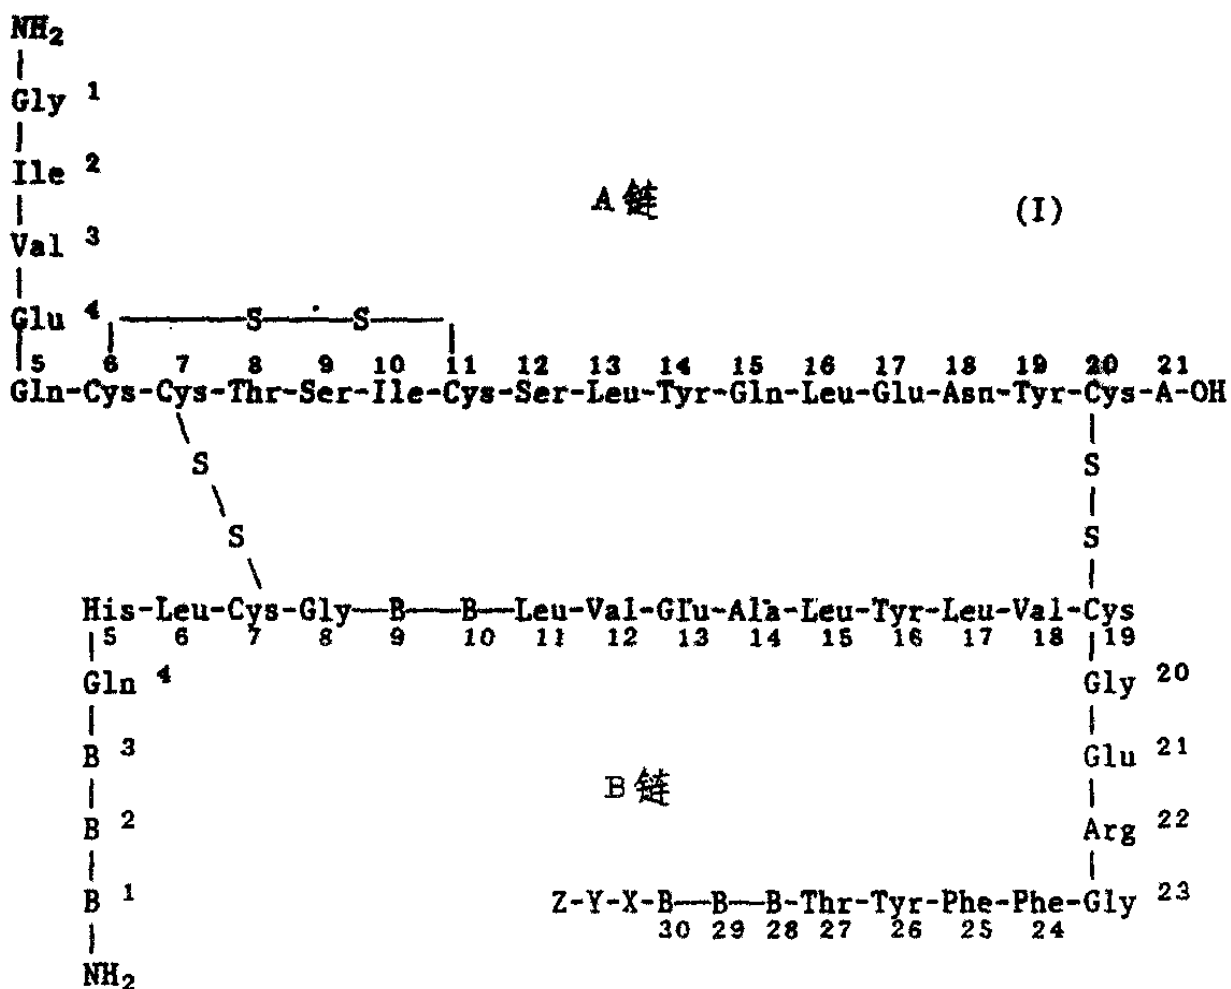 NH₂
Gly 1
Ile 2
A链 (I)
Val 3
Glu 4 S S
5 6 7 8 9 10 11 12 13 14 15 16 17 18 19 20 21
Gln-Cys-Cys-Thr-Ser-Ile-Cys-Ser-Leu-Tyr-Gln-Leu-Glu-Asn-Tyr-Cys-A-OH
S S
S S
His-Leu-Cys-Gly-B-B-Leu-Val-Glu-Ala-Leu-Tyr-Leu-Val-Cys
5 6 7 8 9 10 11 12 13 14 15 16 17 18 19
Gln 4 Gly 20
B 3 Glu 21
B链
B 2 Arg 22
B 1 Z-Y-X-B-B-B-Thr-Tyr-Phe-Phe-Gly 23
30 29 28 27 26 25 24
NH₂